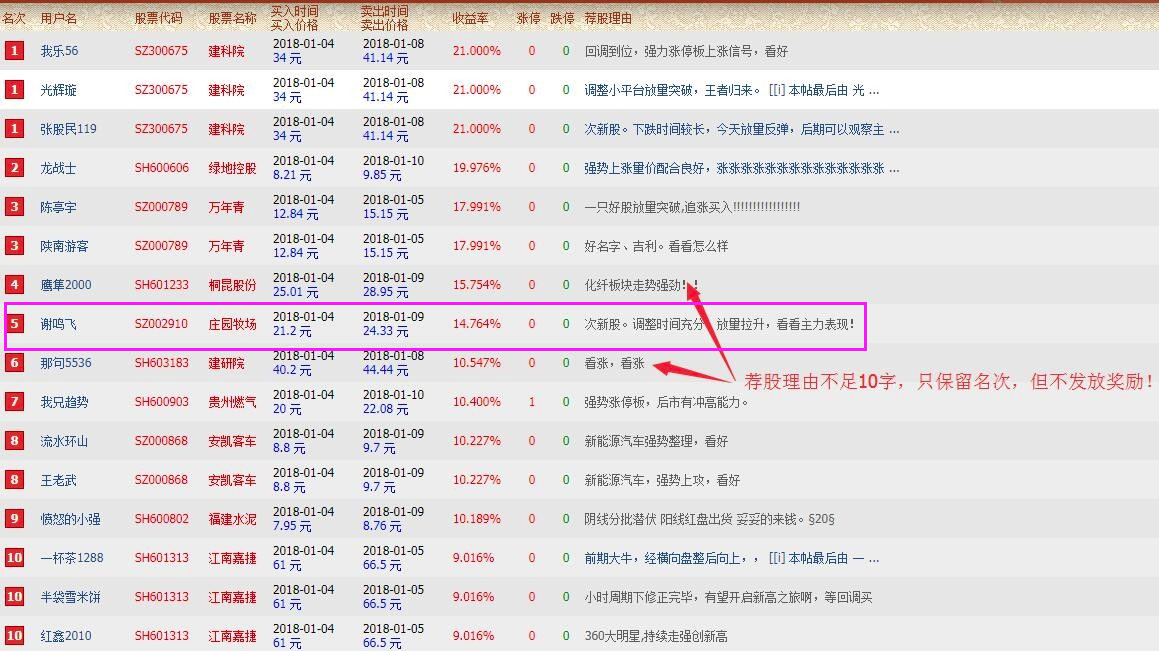 名次 用户名 股票代码 股票名称 买入时间 买入价格 卖出时间 卖出价格 收益率 涨停 跌停 荐股理由
1 我乐56 SZ300675 建科院 2018-01-04 34 元 2018-01-08 41.14 元 21.000% 0 0 回调到位，强力涨停板上涨信号，看好
1 光辉璇 SZ300675 建科院 2018-01-04 34 元 2018-01-08 41.14 元 21.000% 0 0 调整小平台放量突破，王者归来。 [[i] 本帖最后由 光 ...
1 张股民119 SZ300675 建科院 2018-01-04 34 元 2018-01-08 41.14 元 21.000% 0 0 次新股。下跌时间较长，今天放量反弹，后期可以观察主 ...
2 龙战士 SH600606 绿地控股 2018-01-04 8.21 元 2018-01-10 9.85 元 19.976% 0 0 强势上涨量价配合良好，涨涨涨涨涨涨涨涨涨涨涨涨涨涨 ...
3 陈亭宇 SZ000789 万年青 2018-01-04 12.84 元 2018-01-05 15.15 元 17.991% 0 0 一只好股放量突破,追涨买入!!!!!!!!!!!!!!!!!
3 陕南游客 SZ000789 万年青 2018-01-04 12.84 元 2018-01-05 15.15 元 17.991% 0 0 好名字、吉利。看看怎么样
4 鹰隼2000 SH601233 桐昆股份 2018-01-04 25.01 元 2018-01-09 28.95 元 15.754% 0 0 化纤板块走势强劲！！
5 谢鸣飞 SZ002910 庄园牧场 2018-01-04 21.2 元 2018-01-09 24.33 元 14.764% 0 0 次新股。调整时间充分，放量拉升，看看主力表现！
6 那句5536 SH603183 建研院 2018-01-04 40.2 元 2018-01-08 44.44 元 10.547% 0 0 看涨，看涨
荐股理由不足10字，只保留名次，但不发放奖励！
7 我兄趋势 SH600903 贵州燃气 2018-01-04 20 元 2018-01-10 22.08 元 10.400% 1 0 强势涨停板，后市有冲高能力。
8 流水环山 SZ000868 安凯客车 2018-01-04 8.8 元 2018-01-09 9.7 元 10.227% 0 0 新能源汽车强势整理，看好
8 王老武 SZ000868 安凯客车 2018-01-04 8.8 元 2018-01-09 9.7 元 10.227% 0 0 新能源汽车，强势上攻，看好
9 愤怒的小强 SH600802 福建水泥 2018-01-04 7.95 元 2018-01-09 8.76 元 10.189% 0 0 阴线分批潜伏 阳线红盘出货 妥妥的来钱。§20§
10 一杯茶1288 SH601313 江南嘉捷 2018-01-04 61 元 2018-01-05 66.5 元 9.016% 0 0 前期大牛，经横向盘整后向上，， [[i] 本帖最后由 一 ...
10 半袋雪米饼 SH601313 江南嘉捷 2018-01-04 61 元 2018-01-05 66.5 元 9.016% 0 0 小时周期下修正完毕，有望开启新高之旅啊，等回调买
10 红鑫2010 SH601313 江南嘉捷 2018-01-04 61 元 2018-01-05 66.5 元 9.016% 0 0 360大明星,持续走强创新高